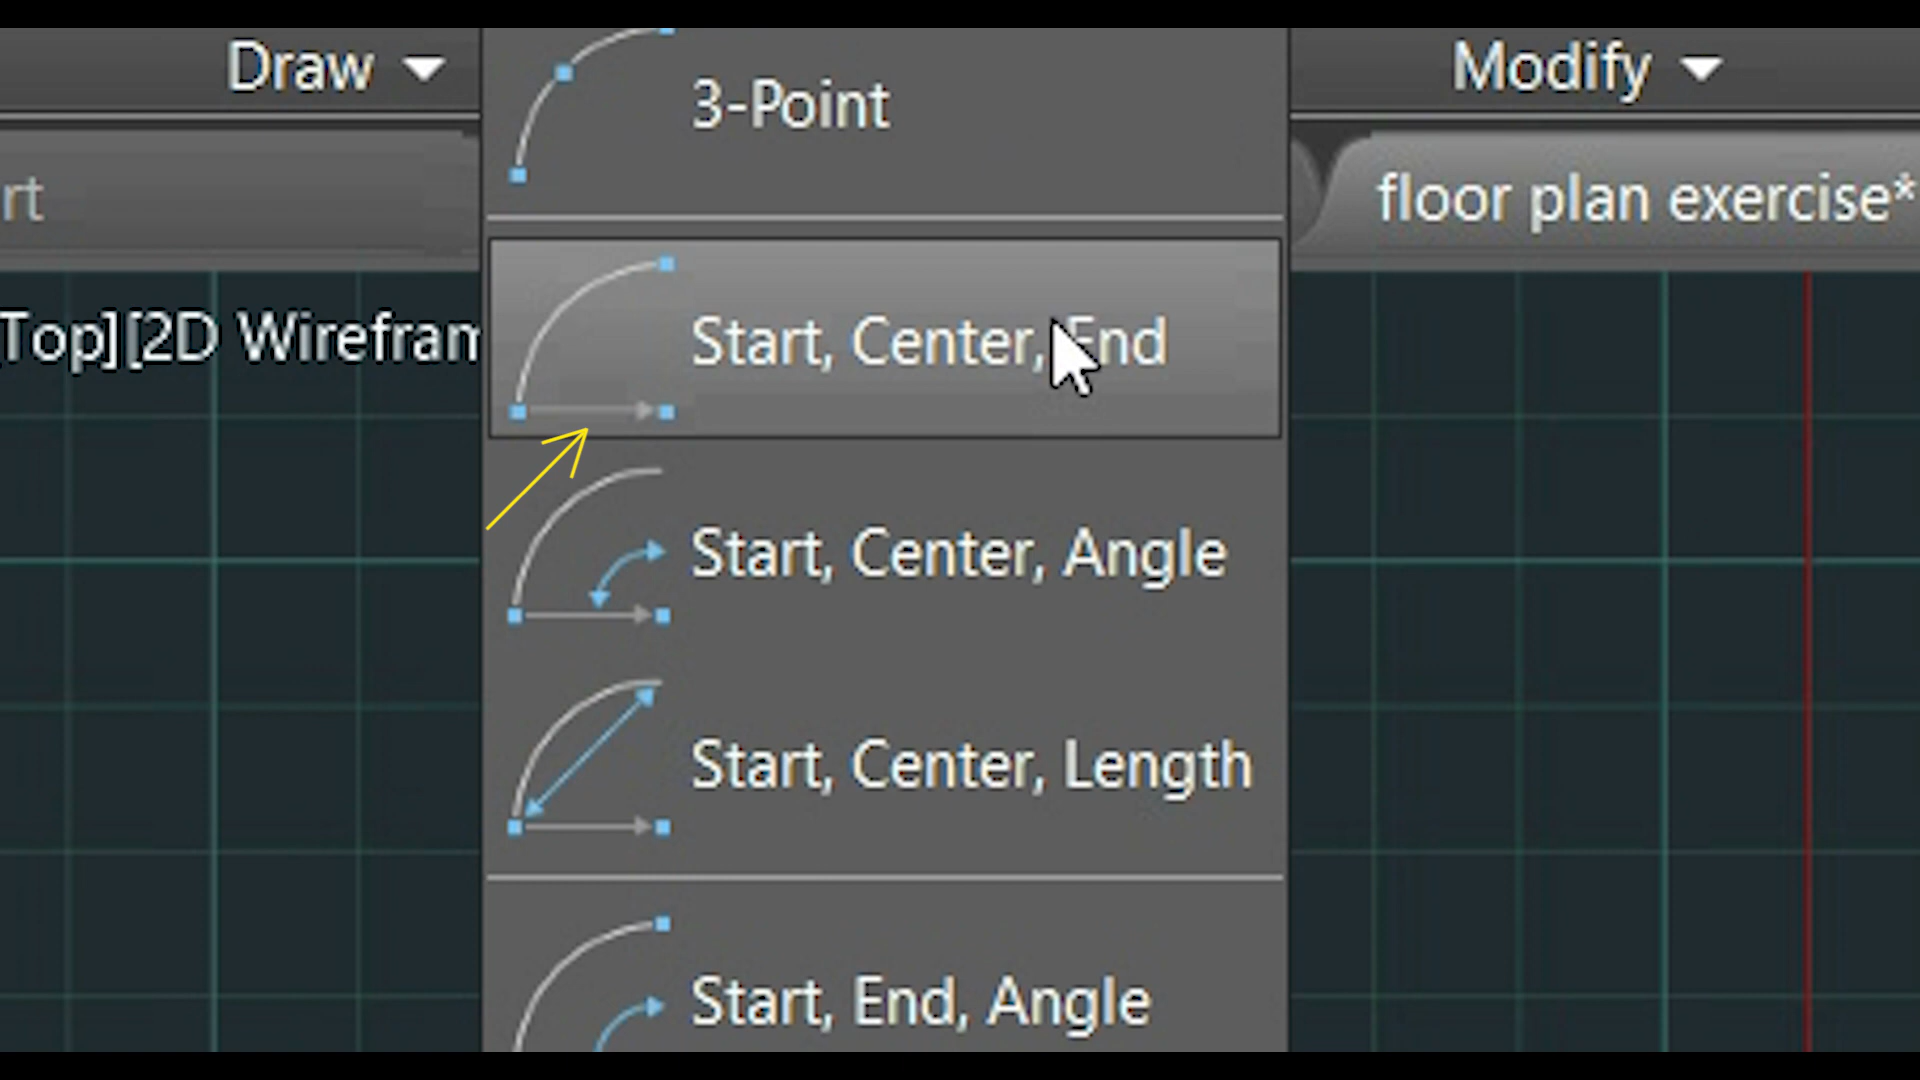 Draw
Modify
3-Point
rt
floor plan exercise*
Top][2D Wirefram
Start, Center, End
Start, Center, Angle
Start, Center, Length
Start, End, Angle